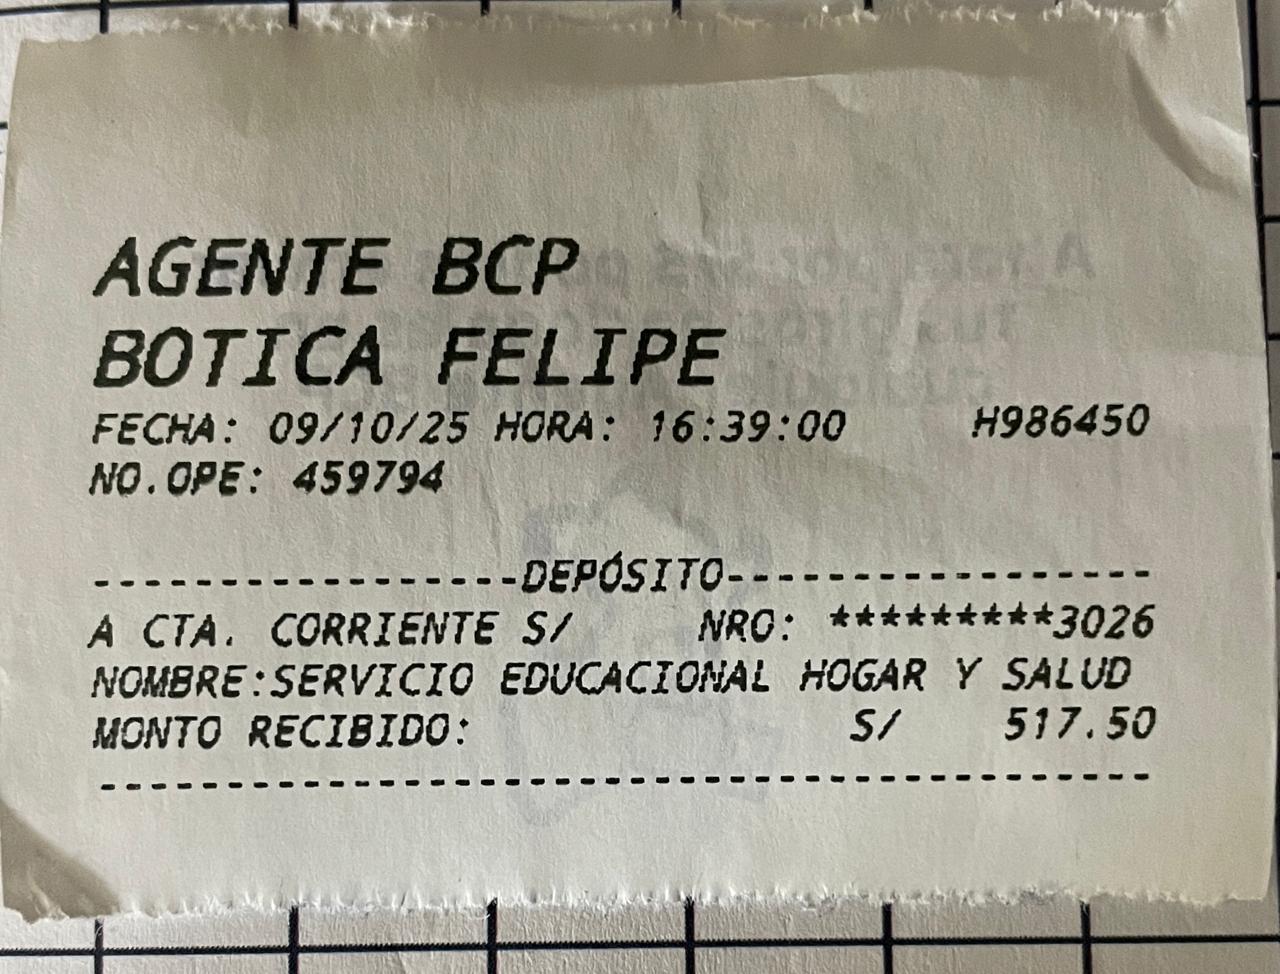 AGENTE BCP
BOTICA FELIPE
FECHA: 09/10/25 HORA: 16:39:00 H986450
NO.OPE: 459794
-----------------DEPÓSITO-----------------
A CTA. CORRIENTE S/ NRO: *********3026
NOMBRE:SERVICIO EDUCACIONAL HOGAR Y SALUD
MONTO RECIBIDO: S/ 517.50
------------------------------------------